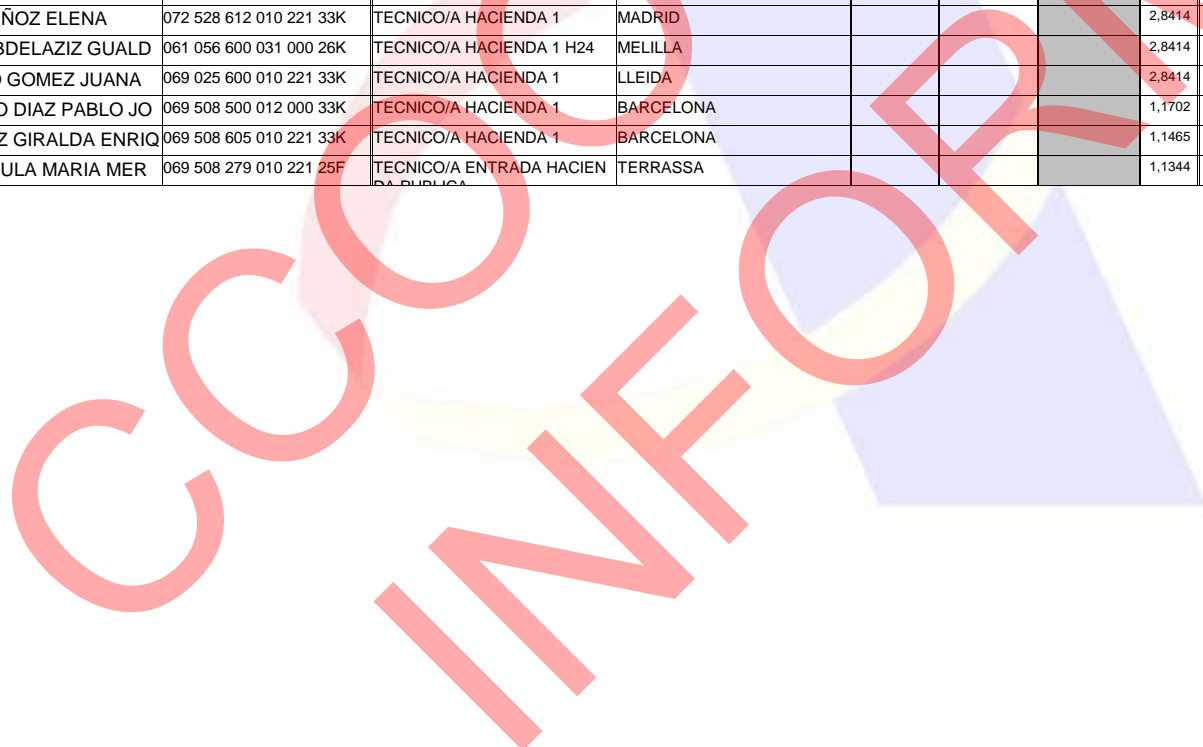 ÑOZ ELENA 072 528 612 010 221 33K TECNICO/A HACIENDA 1 MADRID 2,8414
BDELAZIZ GUALD 061 056 600 031 000 26K TECNICO/A HACIENDA 1 H24 MELILLA 2,8414
GOMEZ JUANA 069 025 600 010 221 33K TECNICO/A HACIENDA 1 LLEIDA 2,8414
O DIAZ PABLO JO 069 508 500 012 000 33K TECNICO/A HACIENDA 1 BARCELONA 1,1702
Z GIRALDA ENRIQ 069 508 605 010 221 33K TECNICO/A HACIENDA 1 BARCELONA 1,1465
ULA MARIA MER 069 508 279 010 221 25F TECNICO/A ENTRADA HACIEN TERRASSA 1,1344
DA PUBLICA
CCOO
INFOR